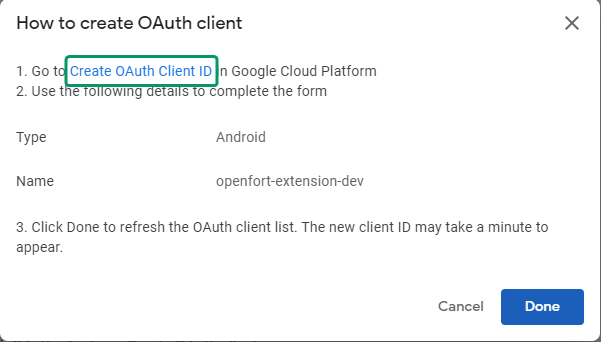 How to create OAuth client
1. Go to Create OAuth Client ID in Google Cloud Platform
2. Use the following details to complete the form
Type Android
Name openfort-extension-dev
3. Click Done to refresh the OAuth client list. The new client ID may take a minute to
appear.
Cancel Done